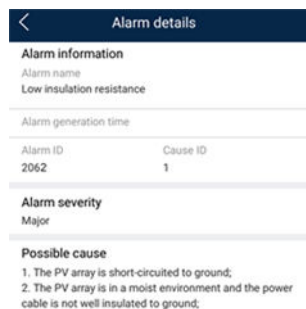 Alarm details
Alarm information
Alarm name
Low insulation resistance
Alarm generation time
Alarm ID Cause ID
2062 1
Alarm severity
Major
Possible cause
1. The PV array is short-circuited to ground;
2. The PV array is in a moist environment and the power
cable is not well insulated to ground;